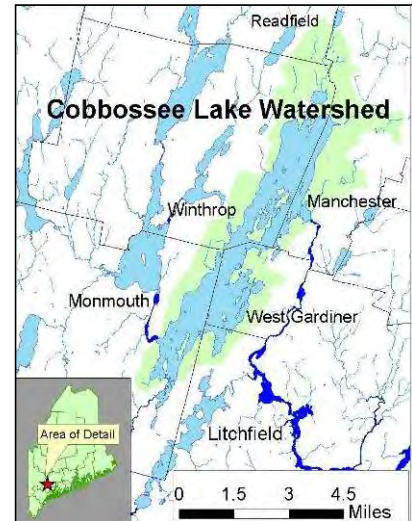 Readfield
Cobbossee Lake Watershed
Winthrop
Manchester
Monmouth
West Gardiner
Area of Detail
Litchfield
0 1.5 3 4.5
Miles